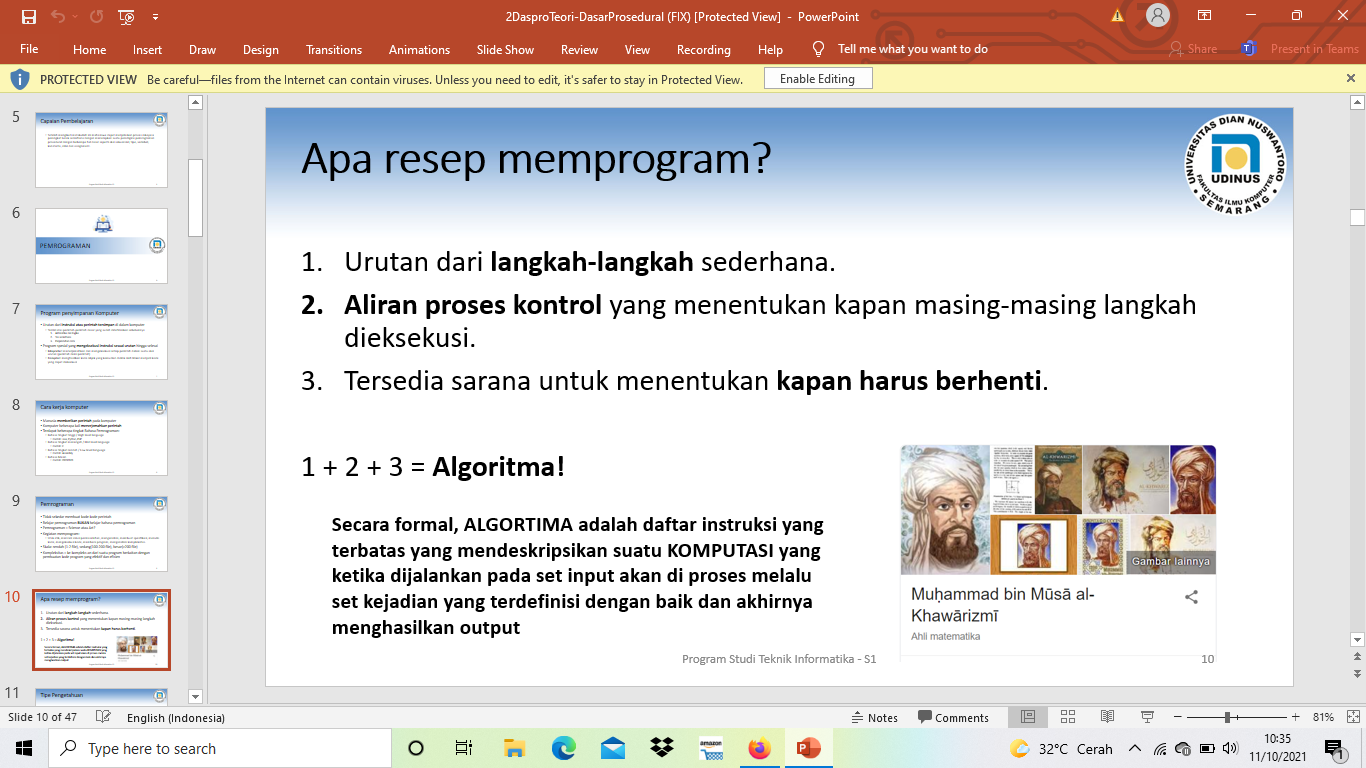 2DasproTeori-DasarProsedural (FIX) [Protected View] - PowerPoint
File Home Insert Draw Design Transitions Animations Slide Show Review View Recording Help Tell me what you want to do Share Present in Teams
PROTECTED VIEW Be careful—files from the Internet can contain viruses. Unless you need to edit, it's safer to stay in Protected View. Enable Editing
5
Capaian Pembelajaran
6
PEMROGRAMAN
7
Program penyimpanan Komputer
8
Cara kerja komputer
9
Pemrograman
10
Apa resep memprogram?
11
Tipe Pengetahuan
Apa resep memprogram?
UNIVERSITAS DIAN NUSWANTORO
UDINUS
FAKULTAS ILMU KOMPUTER
SEMARANG
1. Urutan dari langkah-langkah sederhana.
2. Aliran proses kontrol yang menentukan kapan masing-masing langkah
dieksekusi.
3. Tersedia sarana untuk menentukan kapan harus berhenti.
1 + 2 + 3 = Algoritma!
Secara formal, ALGORTIMA adalah daftar instruksi yang
terbatas yang mendeskripsikan suatu KOMPUTASI yang
ketika dijalankan pada set input akan di proses melalu
set kejadian yang terdefinisi dengan baik dan akhirnya
menghasilkan output
Gambar lainnya
Muḥammad bin Mūsā al-
Khawārizmī
Ahli matematika
Program Studi Teknik Informatika - S1
10
Slide 10 of 47 English (Indonesia) Notes Comments 81%
Type here to search
amazon
32°C Cerah
10:35
11/10/2021
1